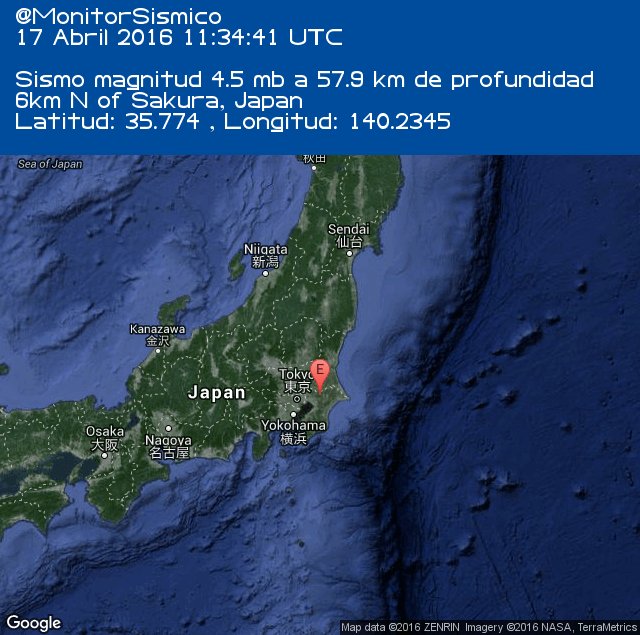 @MonitorSismico
17 Abril 2016 11:34:41 UTC
Sismo magnitud 4.5 mb a 57.9 km de profundidad
6km N of Sakura, Japan
Latitud: 35.774 , Longitud: 140.2345
Sea of Japan
秋田
Sendai
仙台
Niigata
新潟
Kanazawa
金沢
E
Tokyo
東京
Japan
Yokohama
横浜
Osaka
大阪
Nagoya
名古屋
Google
Map data ©2016 ZENRIN Imagery ©2016 NASA, TerraMetrics